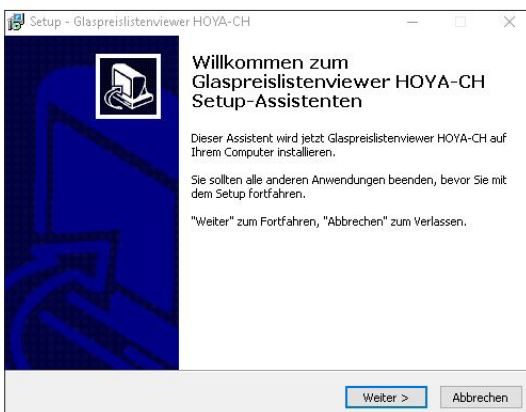 Setup - Glaspreislistenviewer HOYA-CH
Willkommen zum
Glaspreislistenviewer HOYA-CH
Setup-Assistenten
Dieser Assistent wird jetzt Glaspreislistenviewer HOYA-CH auf
Ihrem Computer installieren.
Sie sollten alle anderen Anwendungen beenden, bevor Sie mit
dem Setup fortfahren.
"Weiter" zum Fortfahren, "Abbrechen" zum Verlassen.
Weiter >
Abbrechen